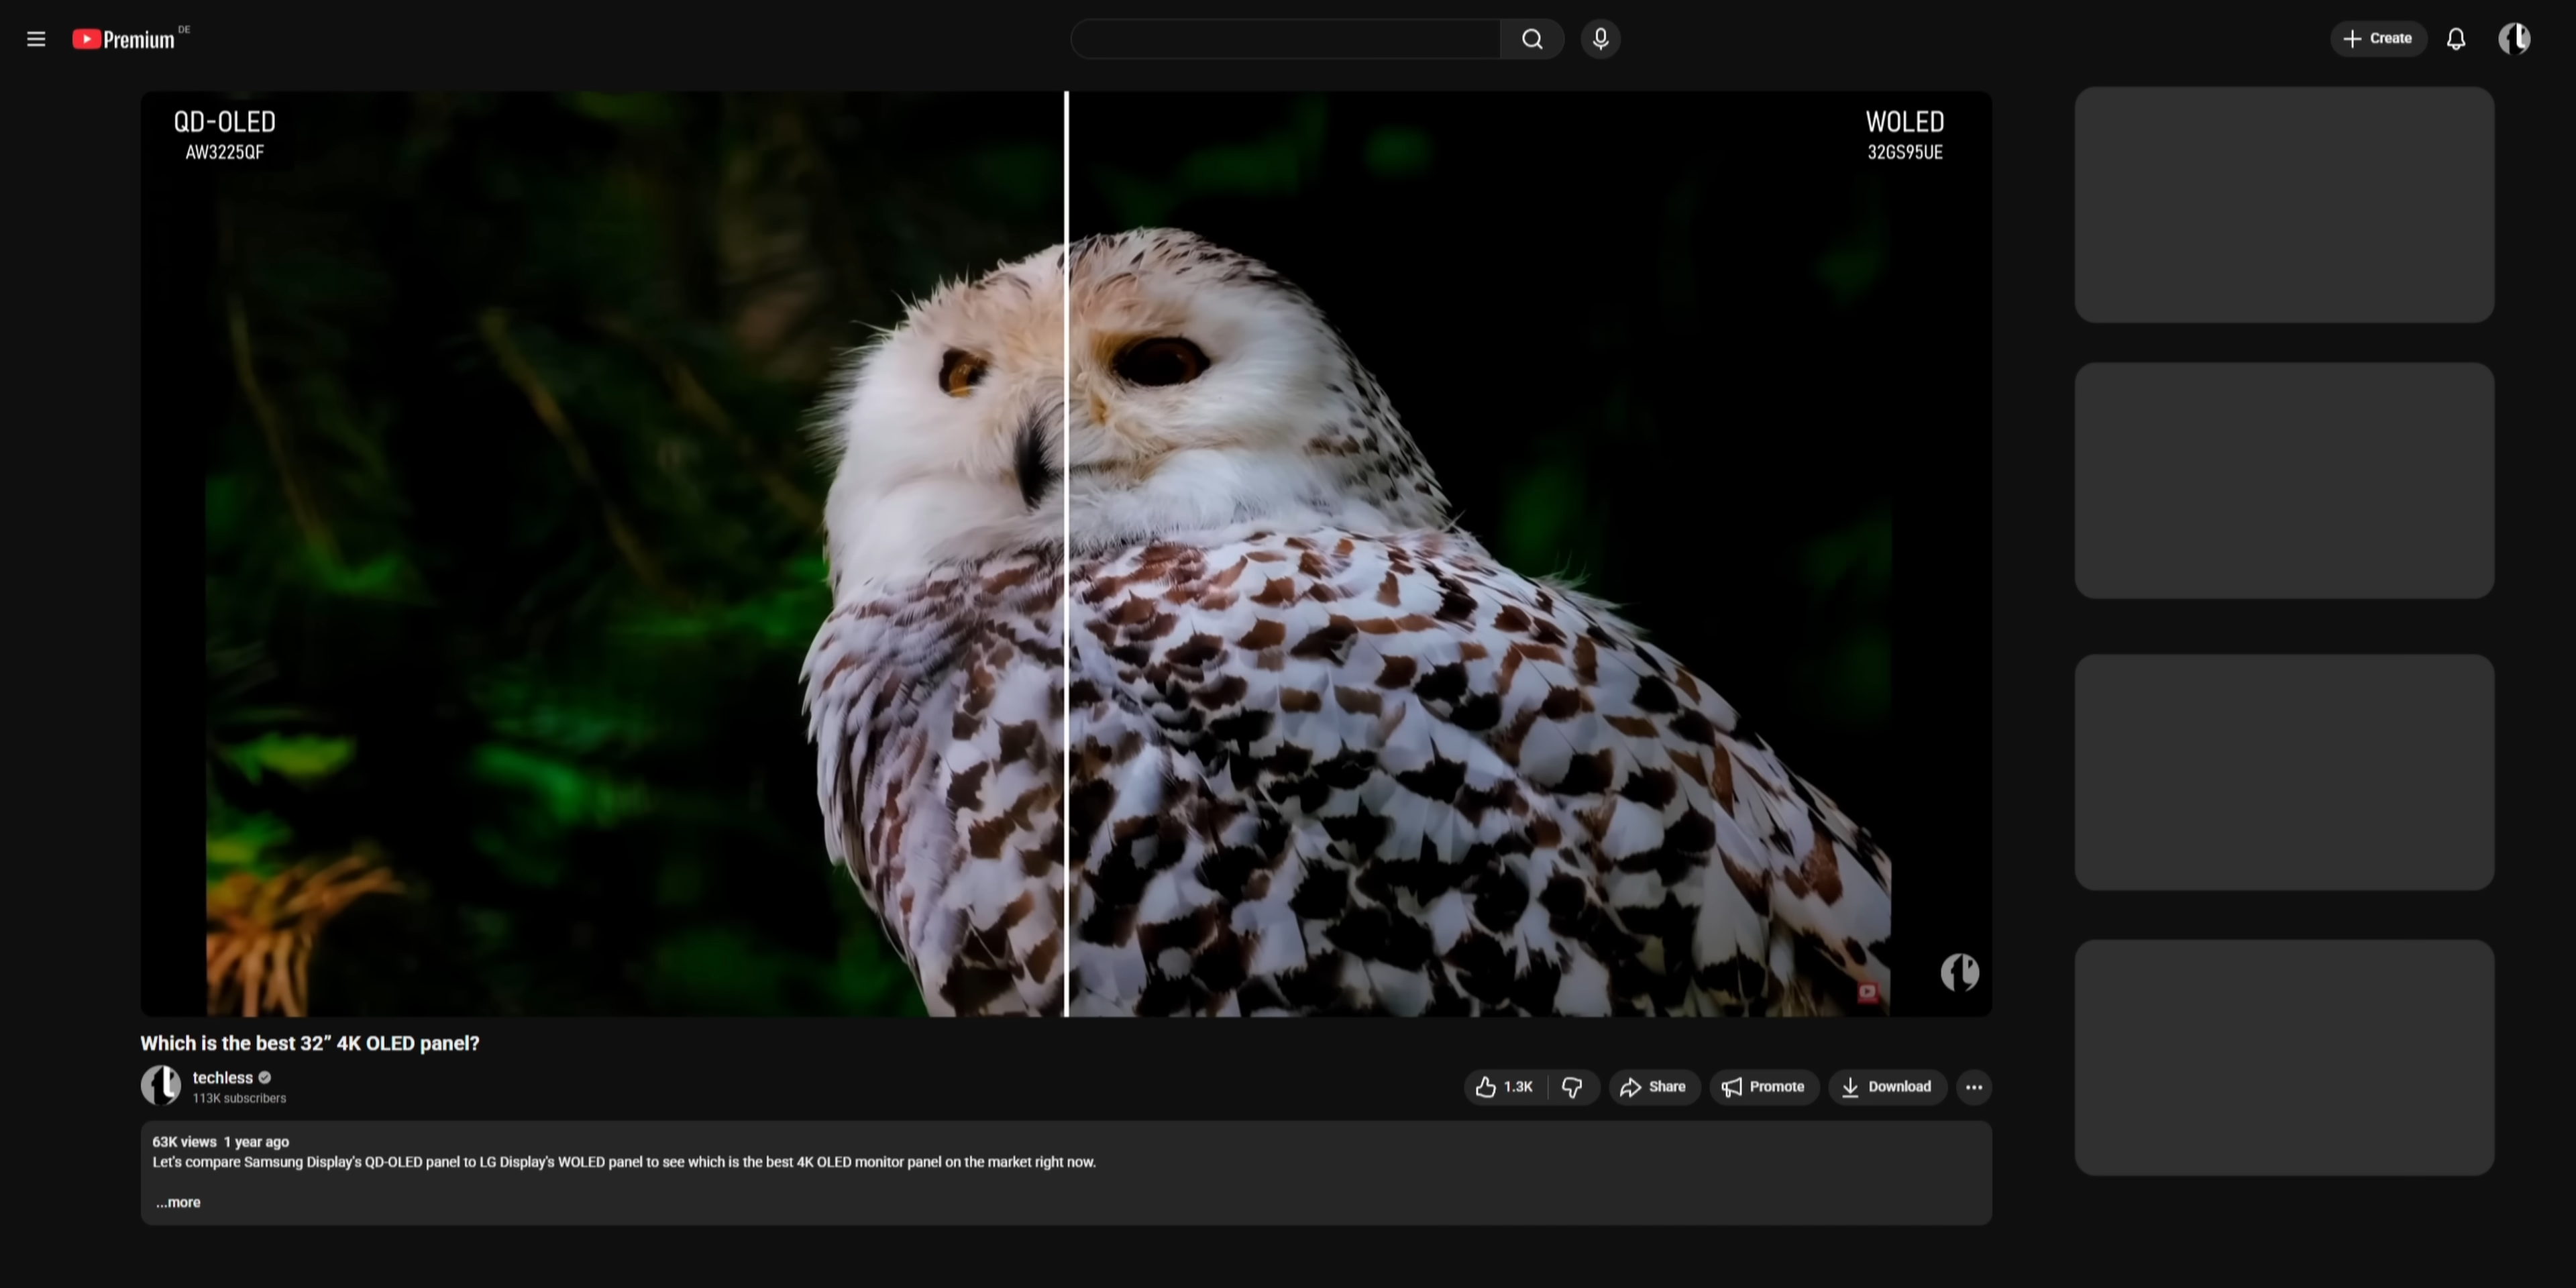 Premium DE
Create
QD-OLED
AW3225QF
WOLED
32GS95UE
Which is the best 32” 4K OLED panel?
techless
113K subscribers
1.3K
Share
Promote
Download
63K views 1 year ago
Let's compare Samsung Display's QD-OLED panel to LG Display's WOLED panel to see which is the best 4K OLED monitor panel on the market right now.
...more